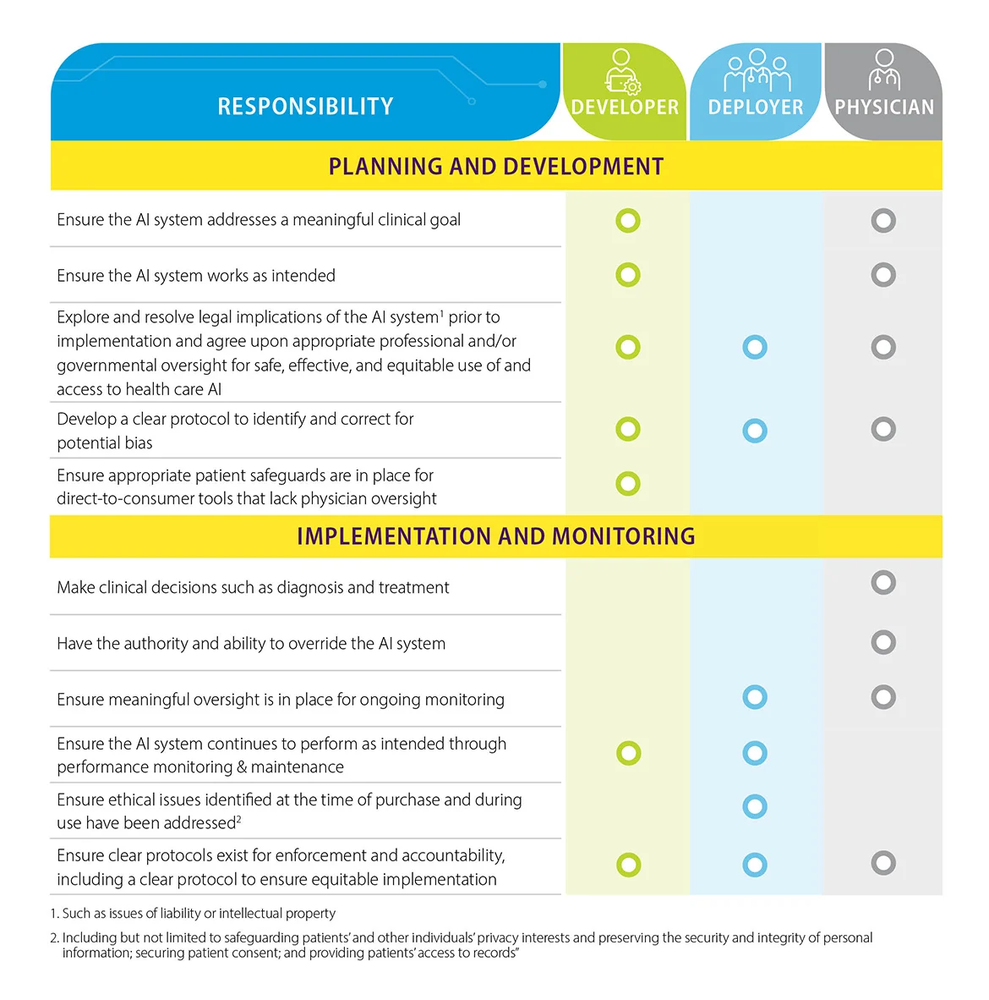 RESPONSIBILITY
DEVELOPER
DEPLOYER
PHYSICIAN
PLANNING AND DEVELOPMENT
Ensure the AI system addresses a meaningful clinical goal
Ensure the AI system works as intended
Explore and resolve legal implications of the AI system¹ prior to
implementation and agree upon appropriate professional and/or
governmental oversight for safe, effective, and equitable use of and
access to health care AI
Develop a clear protocol to identify and correct for
potential bias
Ensure appropriate patient safeguards are in place for
direct-to-consumer tools that lack physician oversight
IMPLEMENTATION AND MONITORING
Make clinical decisions such as diagnosis and treatment
Have the authority and ability to override the AI system
Ensure meaningful oversight is in place for ongoing monitoring
Ensure the AI system continues to perform as intended through
performance monitoring & maintenance
Ensure ethical issues identified at the time of purchase and during
use have been addressed²
Ensure clear protocols exist for enforcement and accountability,
including a clear protocol to ensure equitable implementation
1. Such as issues of liability or intellectual property
2. Including but not limited to safeguarding patients’ and other individuals’ privacy interests and preserving the security and integrity of personal
information; securing patient consent; and providing patients’ access to records”